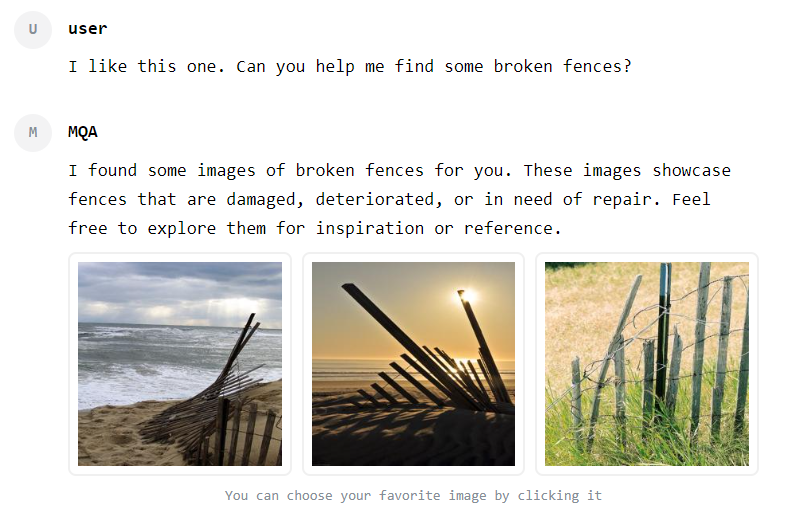 U user
I like this one. Can you help me find some broken fences?
M MQA
I found some images of broken fences for you. These images showcase
fences that are damaged, deteriorated, or in need of repair. Feel
free to explore them for inspiration or reference.
You can choose your favorite image by clicking it